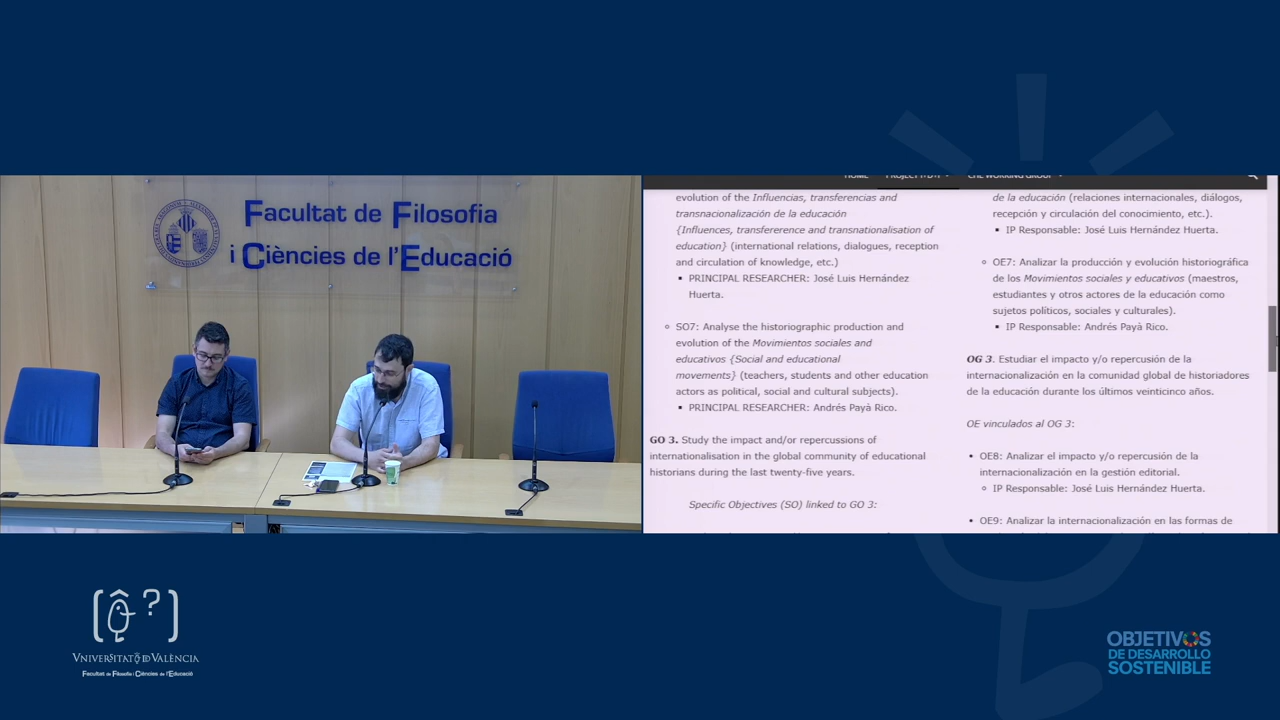 Facultat de Filosofia
i Ciències de l'Educació
HOME PROJECT I+D+I CHE WORKING GROUP
evolution of the Influencias, transferencias and
transnacionalización de la educación
{Influences, transfererence and transnationalisation of
education} (international relations, dialogues, reception
and circulation of knowledge, etc.)
PRINCIPAL RESEARCHER: José Luis Hernández
Huerta.
SO7: Analyse the historiographic production and
evolution of the Movimientos sociales and
educativos {Social and educational
movements} (teachers, students and other education
actors as political, social and cultural subjects).
PRINCIPAL RESEARCHER: Andrés Payà Rico.
GO 3. Study the impact and/or repercussions of
internationalisation in the global community of educational
historians during the last twenty-five years.
Specific Objectives (SO) linked to GO 3:
de la educación (relaciones internacionales, diálogos,
recepción y circulación del conocimiento, etc.).
IP Responsable: José Luis Hernández Huerta.
OE7: Analizar la producción y evolución historiográfica
de los Movimientos sociales y educativos (maestros,
estudiantes y otros actores de la educación como
sujetos políticos, sociales y culturales).
IP Responsable: Andrés Payà Rico.
OG 3. Estudiar el impacto y/o repercusión de la
internacionalización en la comunidad global de historiadores
de la educación durante los últimos veinticinco años.
OE vinculados al OG 3:
OE8: Analizar el impacto y/o repercusión de la
internacionalización en la gestión editorial.
IP Responsable: José Luis Hernández Huerta.
OE9: Analizar la internacionalización en las formas de
VNIVERSITAT DE VALÈNCIA
Facultat de Filosofia i Ciències de l'Educació
OBJETIVOS
DE DESARROLLO
SOSTENIBLE